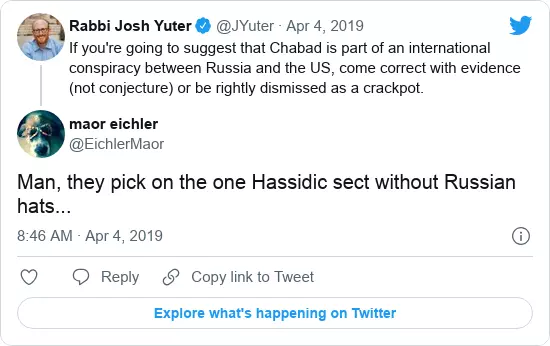 Rabbi Josh Yuter @JYuter · Apr 4, 2019
If you're going to suggest that Chabad is part of an international
conspiracy between Russia and the US, come correct with evidence
(not conjecture) or be rightly dismissed as a crackpot.
maor eichler
@EichlerMaor
Man, they pick on the one Hassidic sect without Russian
hats...
8:46 AM · Apr 4, 2019
Reply Copy link to Tweet
Explore what's happening on Twitter